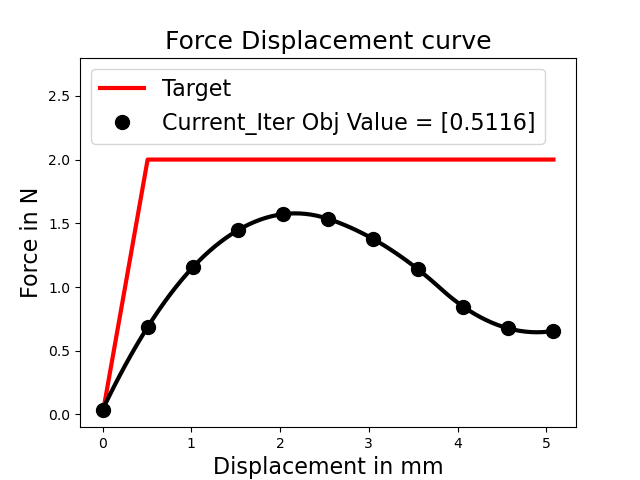 Force Displacement curve
Target
Current_Iter Obj Value = [0.5116]
2.5
2.0
1.5
1.0
0.5
0.0
Force in N
0 1 2 3 4 5
Displacement in mm